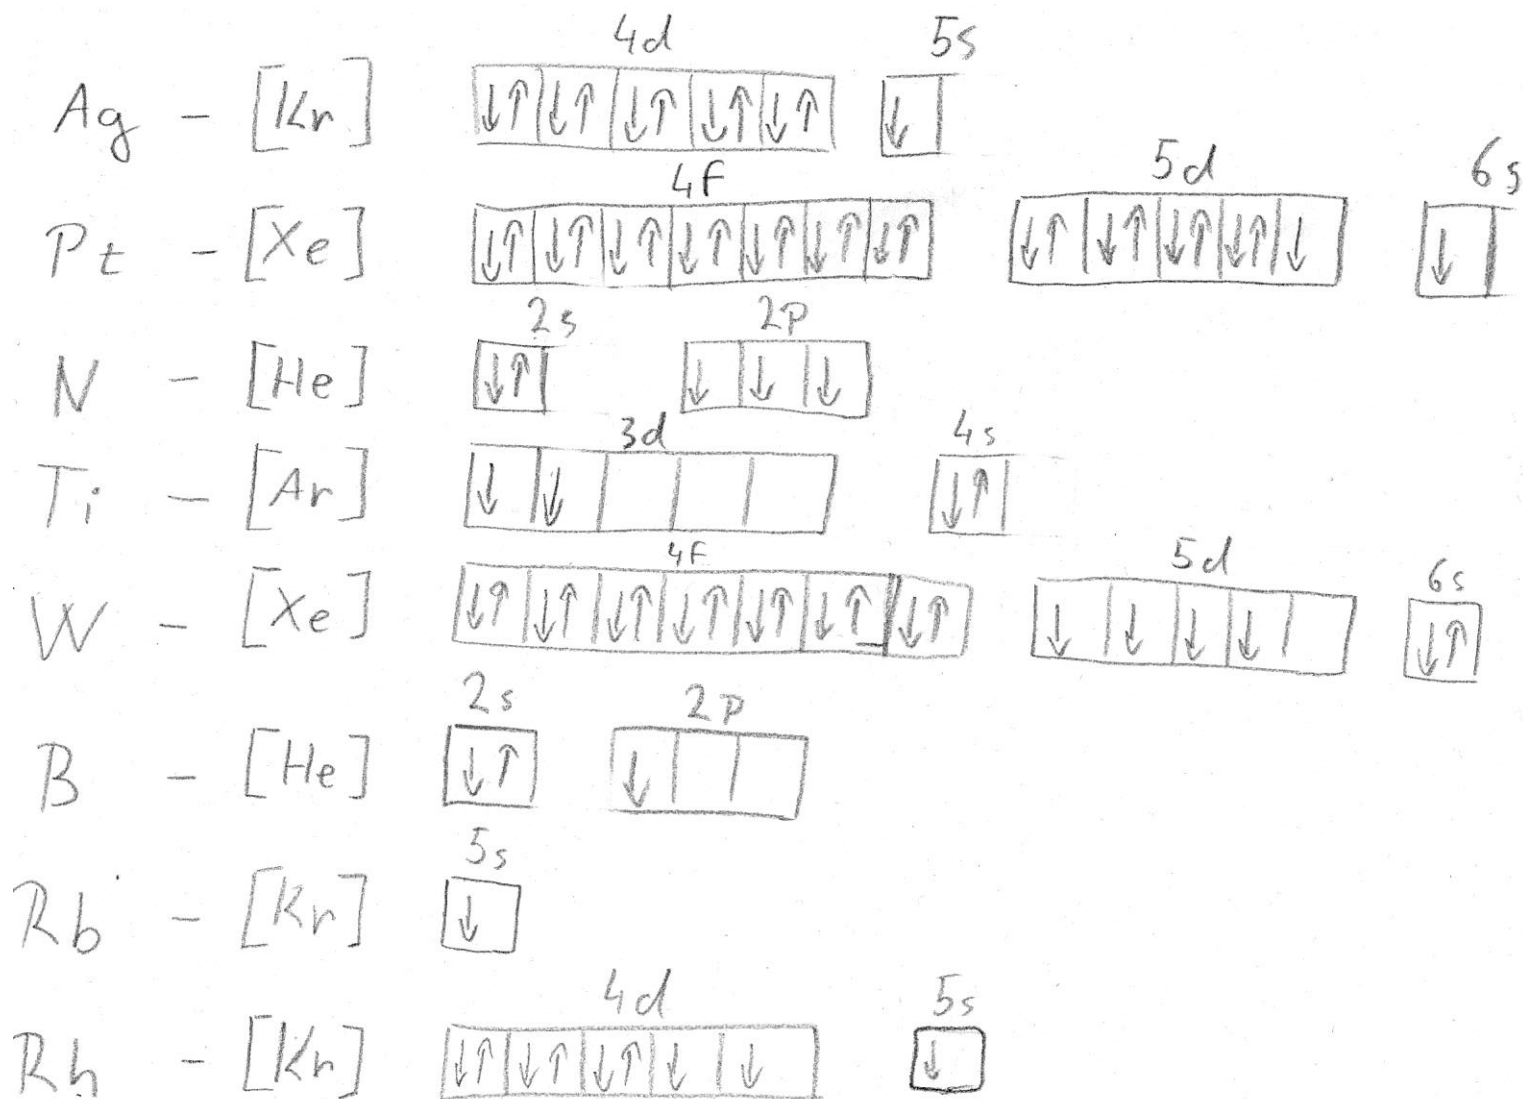 4d 5s
Ag - [Kr] ↓↑ ↓↑ ↓↑ ↓↑ ↓↑ ↓
4f 5d 6s
Pt - [Xe] ↓↑ ↓↑ ↓↑ ↓↑ ↓↑ ↓↑ ↓↑ ↓↑ ↓↑ ↓↑ ↓↑ ↓ ↓
2s 2p
N - [He] ↓↑ ↓ ↓ ↓
3d 4s
Ti - [Ar] ↓ ↓ ↓↑
4f 5d 6s
W - [Xe] ↓↑ ↓↑ ↓↑ ↓↑ ↓↑ ↓↑ ↓↑ ↓ ↓ ↓ ↓ ↓↑
2s 2p
B - [He] ↓↑ ↓
5s
Rb - [Kr] ↓
4d 5s
Rh - [Kr] ↓↑ ↓↑ ↓↑ ↓ ↓ ↓